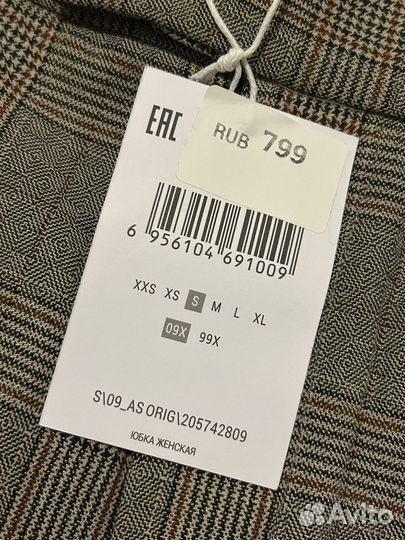 EAC
RUB 799
6 956104 691009
XXS XS S M L XL
09X 99X
S\09_AS ORIG\205742809
ЮБКА ЖЕНСКАЯ
Avito